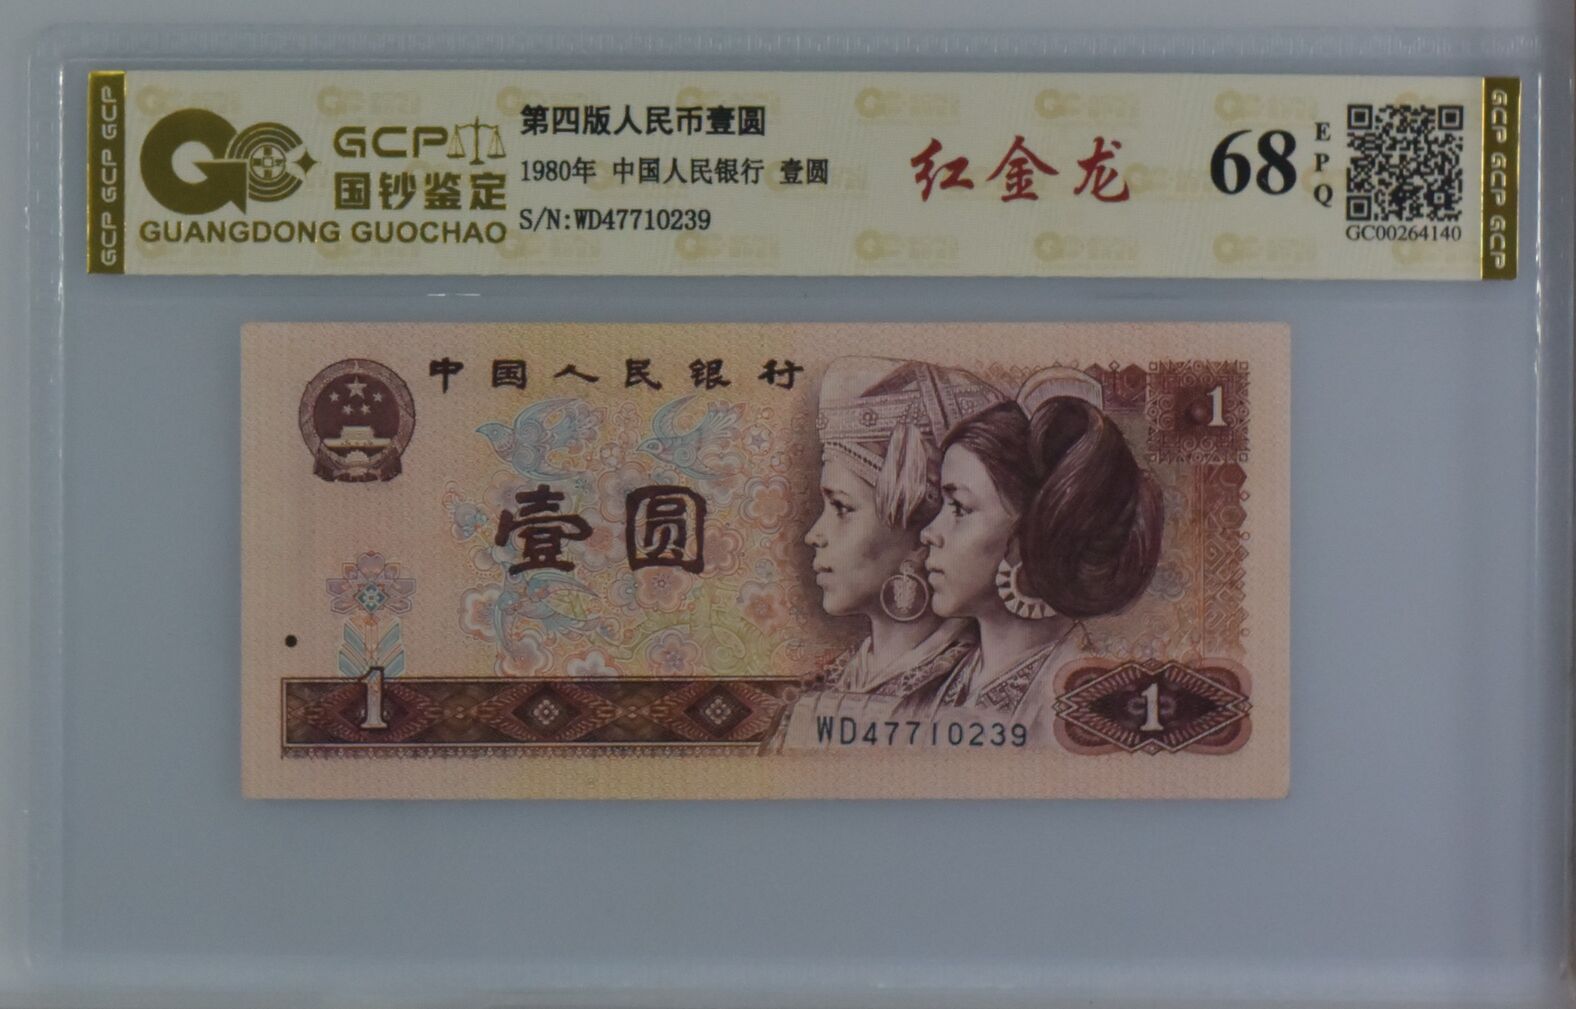 GCP GCP GCP
GCP
国钞鉴定
GUANGDONG GUOCHAO
第四版人民币壹圆
1980年 中国人民银行 壹圆
S/N:WD47710239
红金龙
68
EPQ
GC00264140
GCP GCP GCP
中国人民银行
1
壹圆
1
WD47710239
1